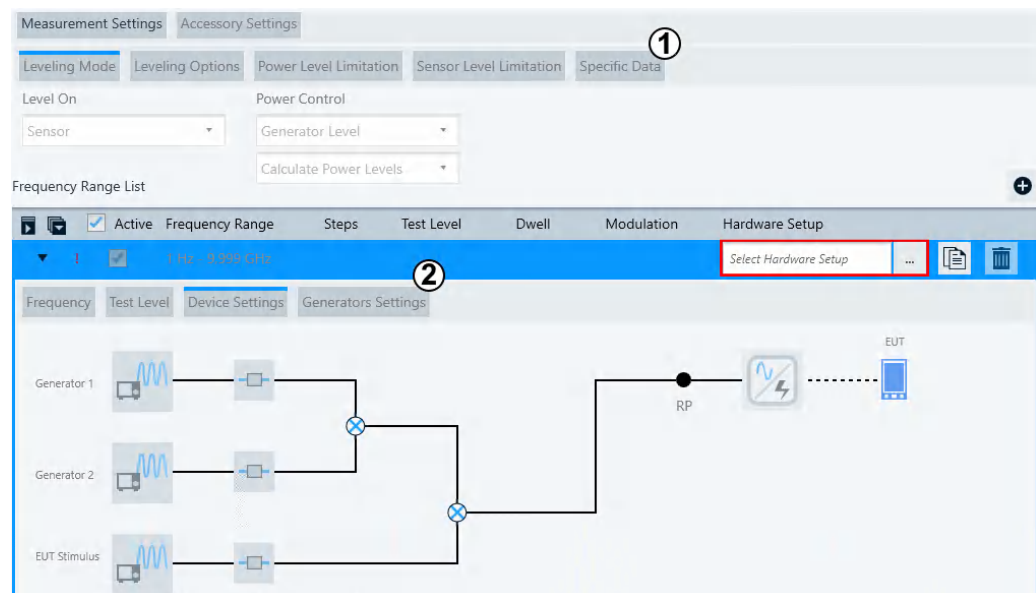 Measurement Settings Accessory Settings
1
Leveling Mode Leveling Options Power Level Limitation Sensor Level Limitation Specific Data
Level On Power Control
Sensor Generator Level
Calculate Power Levels
Frequency Range List
Active Frequency Range Steps Test Level Dwell Modulation Hardware Setup
1 1 Hz - 9.999 GHz Select Hardware Setup ...
2
Frequency Test Level Device Settings Generators Settings
EUT
Generator 1
RP
Generator 2
EUT Stimulus